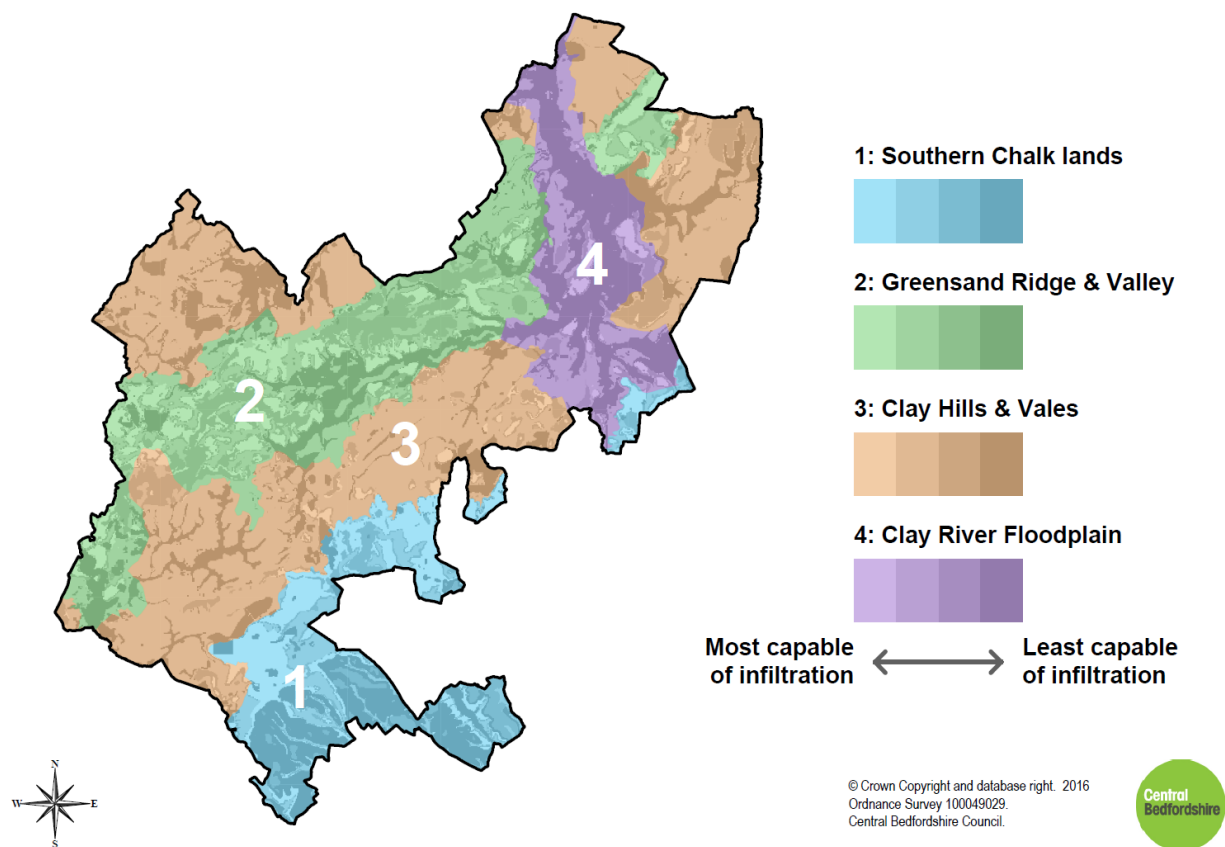 4
2
3
1
1: Southern Chalk lands
2: Greensand Ridge & Valley
3: Clay Hills & Vales
4: Clay River Floodplain
Most capable
of infiltration
Least capable
of infiltration
N
W
E
S
© Crown Copyright and database right. 2016
Ordnance Survey 100049029.
Central Bedfordshire Council.
Central
Bedfordshire